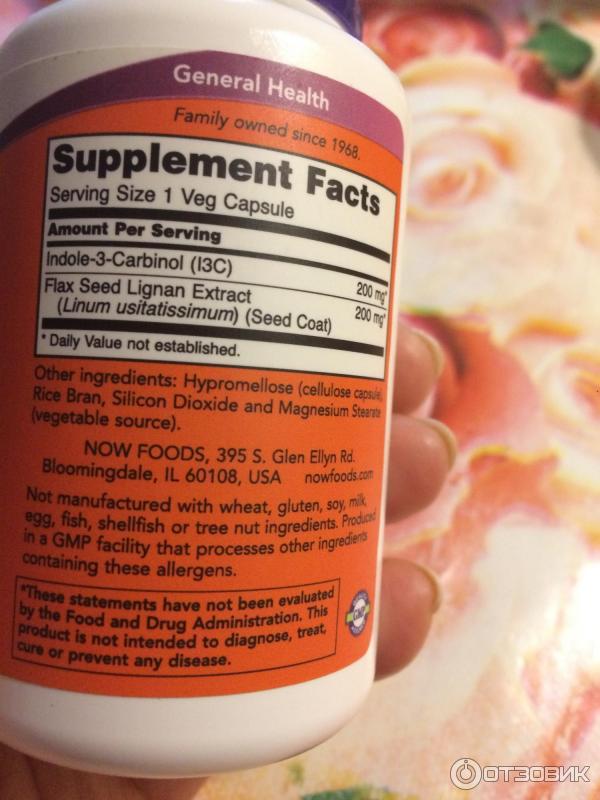 General Health
Family owned since 1968.
Supplement Facts
Serving Size 1 Veg Capsule
Amount Per Serving
Indole-3-Carbinol (I3C) 200 mg*
Flax Seed Lignan Extract 200 mg*
(Linum usitatissimum) (Seed Coat)
* Daily Value not established.
Other ingredients: Hypromellose (cellulose capsule),
Rice Bran, Silicon Dioxide and Magnesium Stearate
(vegetable source).
NOW FOODS, 395 S. Glen Ellyn Rd.
Bloomingdale, IL 60108, USA nowfoods.com
Not manufactured with wheat, gluten, soy, milk,
egg, fish, shellfish or tree nut ingredients. Produced
in a GMP facility that processes other ingredients
containing these allergens.
*These statements have not been evaluated
by the Food and Drug Administration. This
product is not intended to diagnose, treat,
cure or prevent any disease.
GMP
ОТЗОВИК